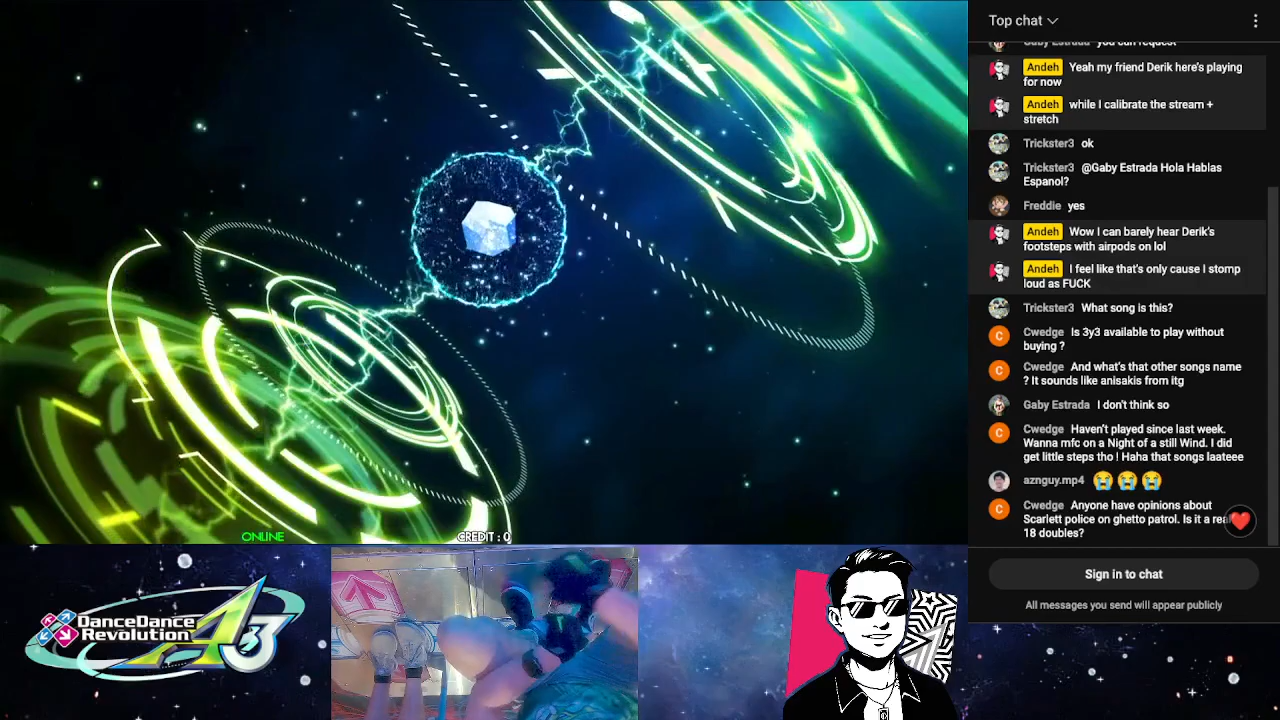 Top chat
Gaby Estrada you can request
Andeh Yeah my friend Derik here's playing
for now
Andeh while I calibrate the stream +
stretch
Trickster3 ok
Trickster3 @Gaby Estrada Hola Hablas
Espanol?
Freddie yes
Andeh Wow I can barely hear Derik's
footsteps with airpods on lol
Andeh I feel like that's only cause I stomp
loud as FUCK
Trickster3 What song is this?
C
Cwedge Is 3y3 available to play without
buying ?
C
Cwedge And what's that other songs name
? It sounds like anisakis from itg
Gaby Estrada I don't think so
C
Cwedge Haven't played since last week.
Wanna mfc on a Night of a still Wind. I did
get little steps tho ! Haha that songs laateee
aznguy.mp4 😭😭😭
C
Cwedge Anyone have opinions about
Scarlett police on ghetto patrol. Is it a
18 doubles?
Sign in to chat
All messages you send will appear publicly
ONLINE
CREDIT : 0
DanceDance
Revolution A3